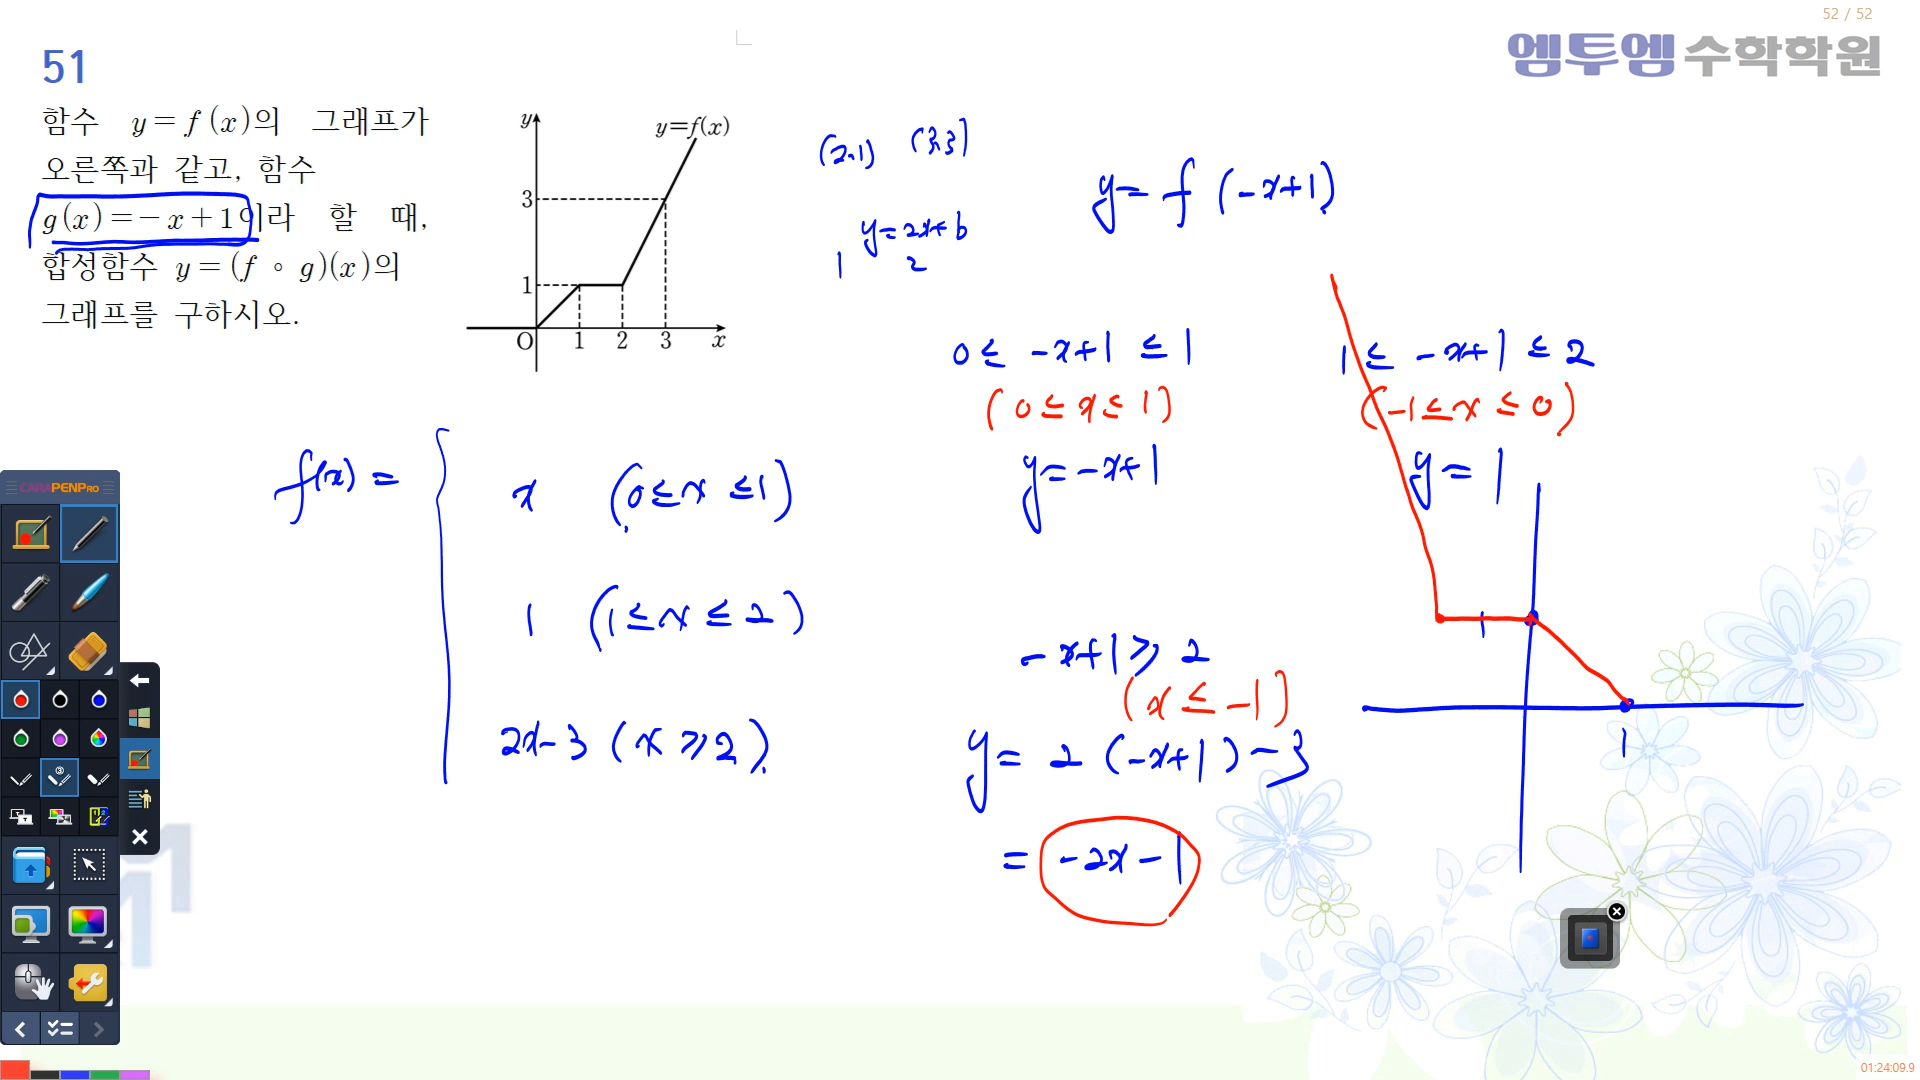 52 / 52
엠투엠 수학학원
51
함수 y=f(x)의 그래프가
오른쪽과 같고, 함수
g(x)=-x+1이라 할 때,
합성함수 y=(f∘g)(x)의
그래프를 구하시오.
y
y=f(x)
3
1
O 1 2 3 x
(2,1) (3,3)
y=2x+b
1 2
y=f(-x+1)
0≤-x+1≤1
(0≤x≤1)
y=-x+1
1≤-x+1≤2
(-1≤x≤0)
y=1
f(x)=
x (0≤x≤1)
1 (1≤x≤2)
2x-3 (x≥2)
-x+1≥2
(x≤-1)
y=2(-x+1)-3
=-2x-1
1
1
CARAPENPRO
01:24:09.9